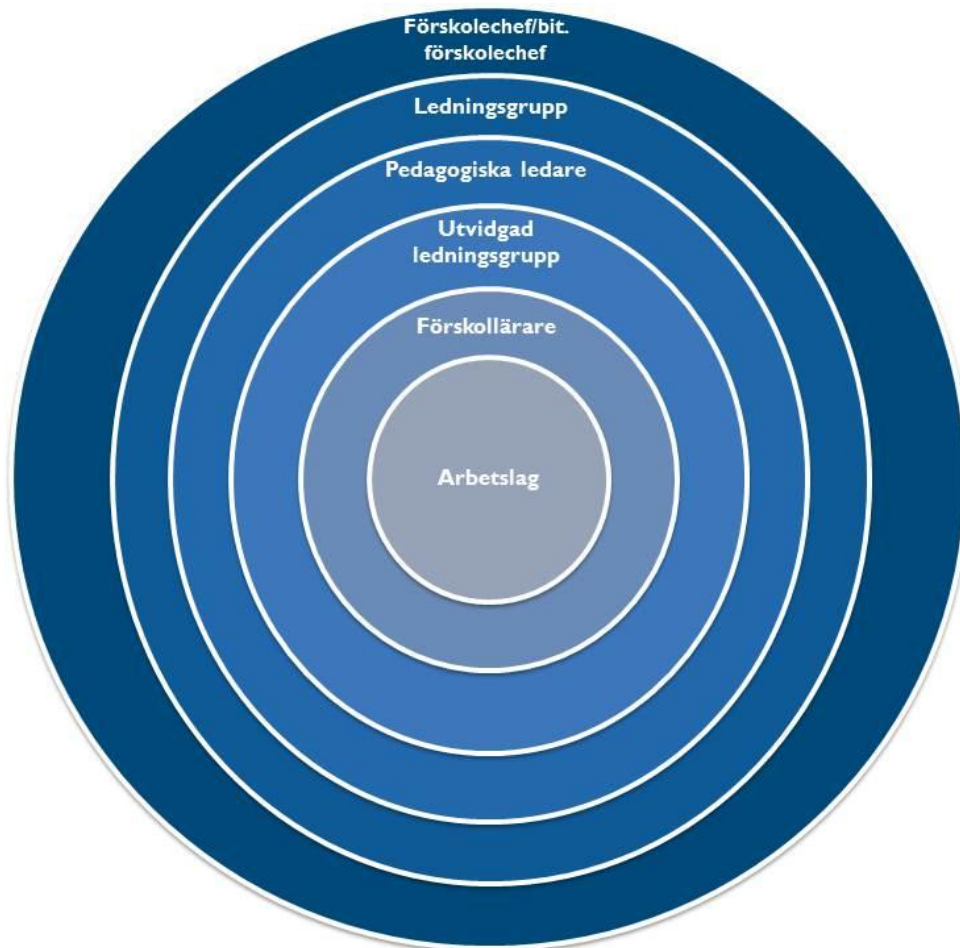 Förskolechef/bit.
förskolechef
Ledningsgrupp
Pedagogiska ledare
Utvidgad
ledningsgrupp
Förskollärare
Arbetslag